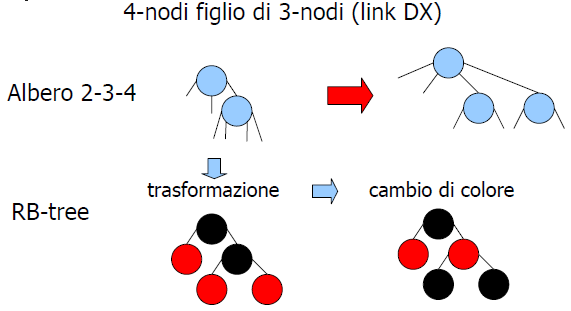 4-nodi figlio di 3-nodi (link DX)
Albero 2-3-4
trasformazione
cambio di colore
RB-tree